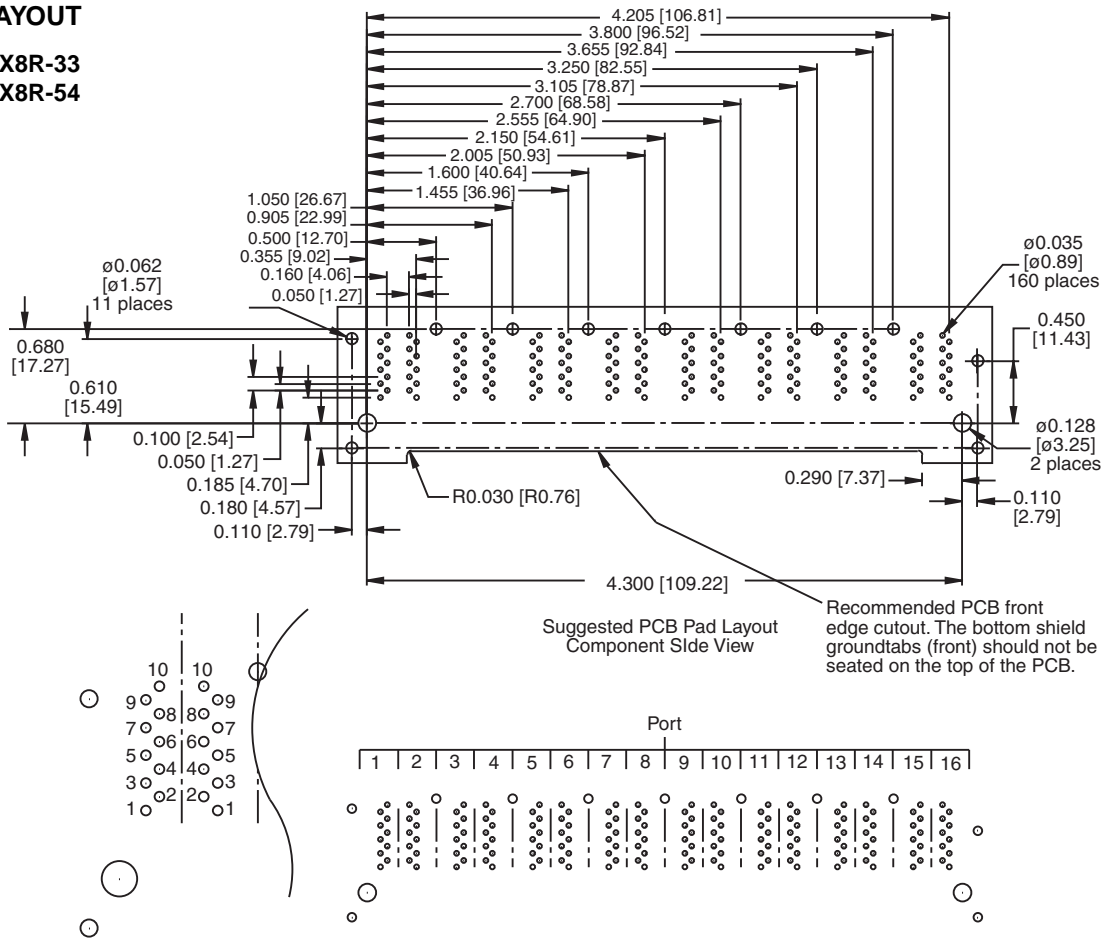 AYOUT
X8R-33
X8R-54
4.205 [106.81]
3.800 [96.52]
3.655 [92.84]
3.250 [82.55]
3.105 [78.87]
2.700 [68.58]
2.555 [64.90]
2.150 [54.61]
2.005 [50.93]
1.600 [40.64]
1.455 [36.96]
1.050 [26.67]
0.905 [22.99]
0.500 [12.70]
0.355 [9.02]
0.160 [4.06]
0.050 [1.27]
ø0.062
[ø1.57]
11 places
ø0.035
[ø0.89]
160 places
0.680
[17.27]
0.610
[15.49]
0.450
[11.43]
0.100 [2.54]
0.050 [1.27]
0.185 [4.70]
0.180 [4.57]
0.110 [2.79]
R0.030 [R0.76]
ø0.128
[ø3.25]
2 places
0.290 [7.37]
0.110
[2.79]
4.300 [109.22]
Suggested PCB Pad Layout
Component SIde View
Recommended PCB front
edge cutout. The bottom shield
groundtabs (front) should not be
seated on the top of the PCB.
10 10
9 9
8 8
7 7
6 6
5 5
4 4
3 3
2 2
1 1
Port
1 2 3 4 5 6 7 8 9 10 11 12 13 14 15 16